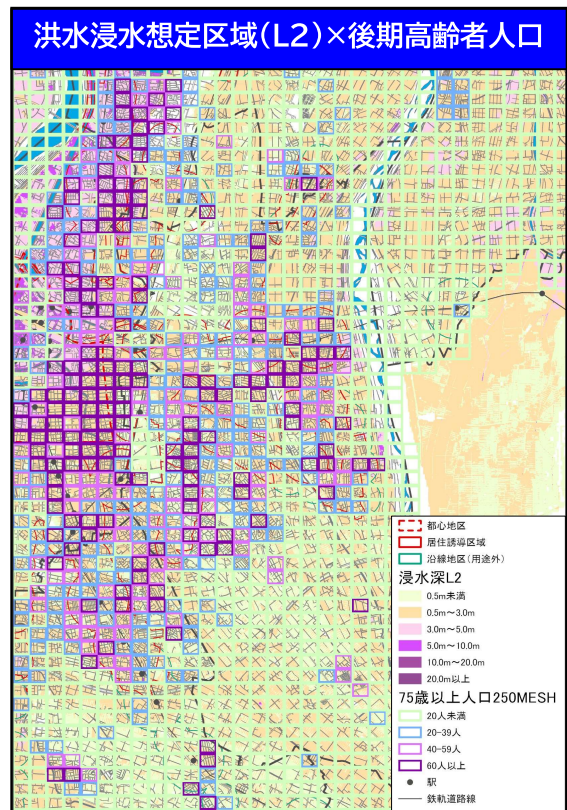 洪水浸水想定区域(L2)×後期高齢者人口
都心地区
居住誘導区域
沿線地区(用途外)
浸水深L2
0.5m未満
0.5m～3.0m
3.0m～5.0m
5.0m～10.0m
10.0m～20.0m
20.0m以上
75歳以上人口250MESH
20人未満
20-39人
40-59人
60人以上
駅
鉄軌道路線